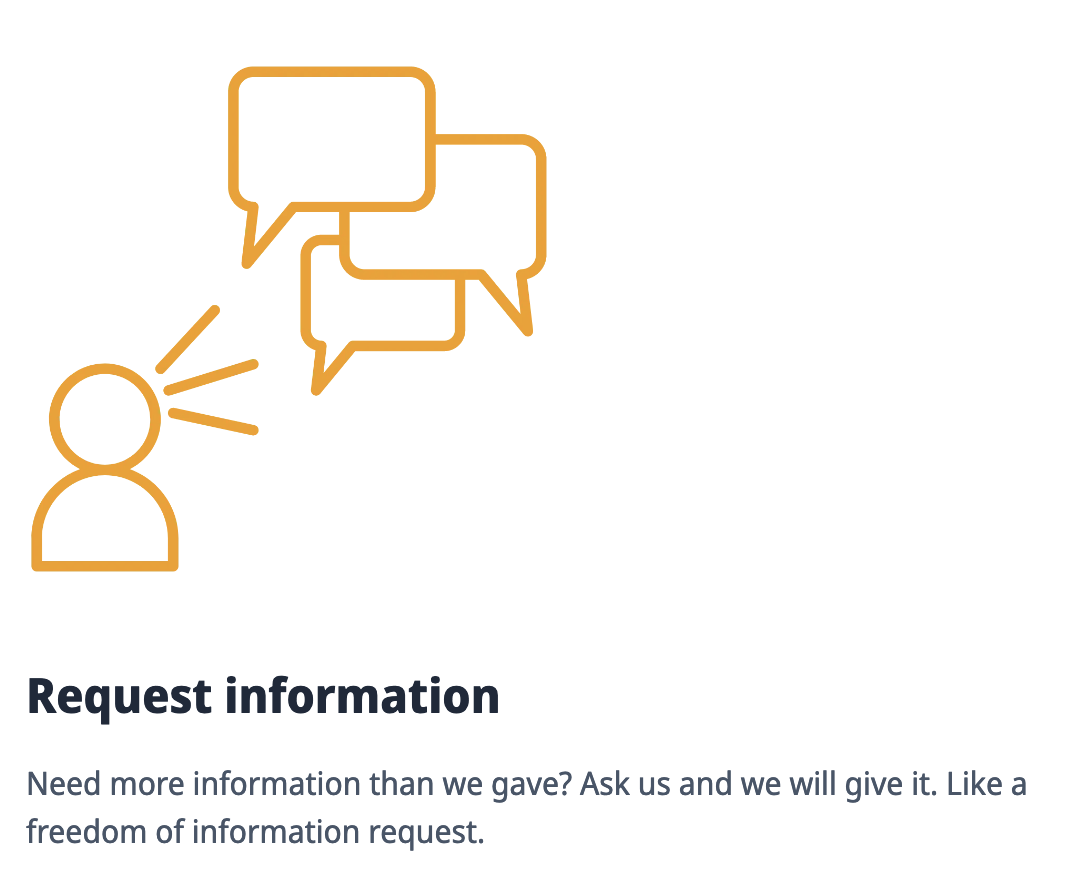 Request information
Need more information than we gave? Ask us and we will give it. Like a
freedom of information request.